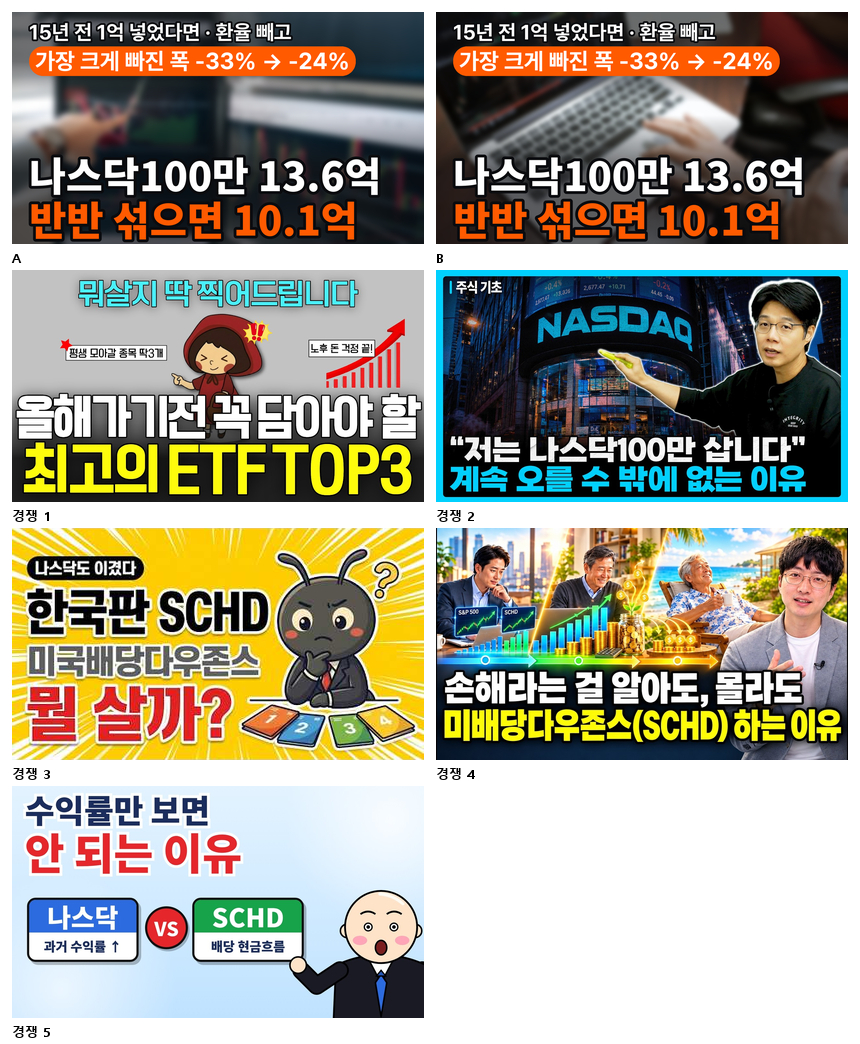 15년 전 1억 넣었다면 · 환율 빼고
가장 크게 빠진 폭 -33% → -24%
나스닥100만 13.6억
반반 섞으면 10.1억
A
15년 전 1억 넣었다면 · 환율 빼고
가장 크게 빠진 폭 -33% → -24%
나스닥100만 13.6억
반반 섞으면 10.1억
B
뭐살지 딱 찍어드립니다
평생 모아갈 종목 딱3개
노후 돈 걱정 끝!
올해가기전 꼭 담아야 할
최고의 ETF TOP3
경쟁 1
주식 기초
NASDAQ
“저는 나스닥100만 삽니다”
계속 오를 수 밖에 없는 이유
경쟁 2
나스닥도 이겼다
한국판 SCHD
미국배당다우존스
뭘 살까?
1 2 3 4
경쟁 3
S&P 500
SCHD
손해라는 걸 알아도, 몰라도
미배당다우존스(SCHD) 하는 이유
경쟁 4
수익률만 보면
안 되는 이유
나스닥 VS SCHD
과거 수익률 ↑ 배당 현금흐름
경쟁 5